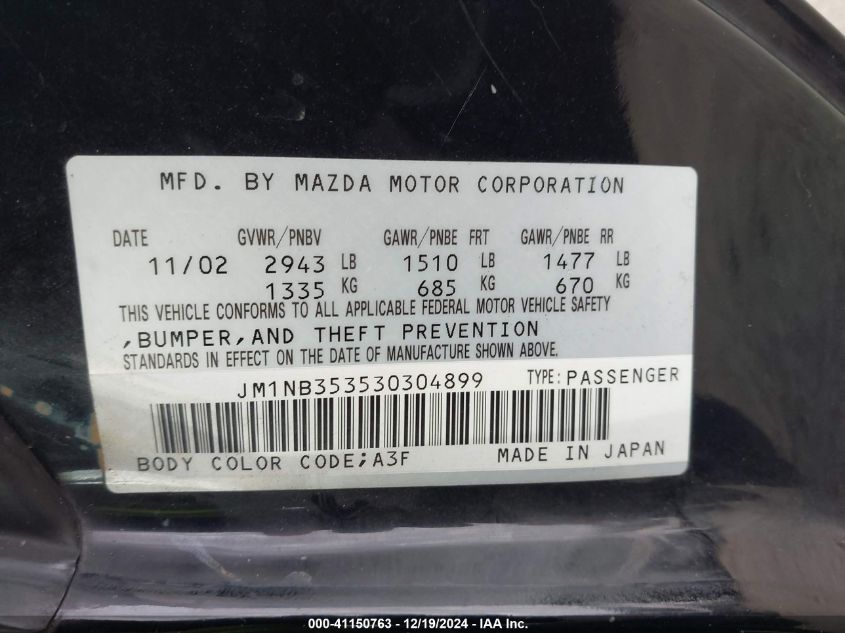 MFD. BY MAZDA MOTOR CORPORATION
DATE GVWR/PNBV GAWR/PNBE FRT GAWR/PNBE RR
11/02 2943 LB 1510 LB 1477 LB
1335 KG 685 KG 670 KG
THIS VEHICLE CONFORMS TO ALL APPLICABLE FEDERAL MOTOR VEHICLE SAFETY
,BUMPER,AND THEFT PREVENTION
STANDARDS IN EFFECT ON THE DATE OF MANUFACTURE SHOWN ABOVE.
JM1NB353530304899 TYPE:PASSENGER
BODY COLOR CODE;A3F MADE IN JAPAN
000-41150763 - 12/19/2024 - IAA Inc.